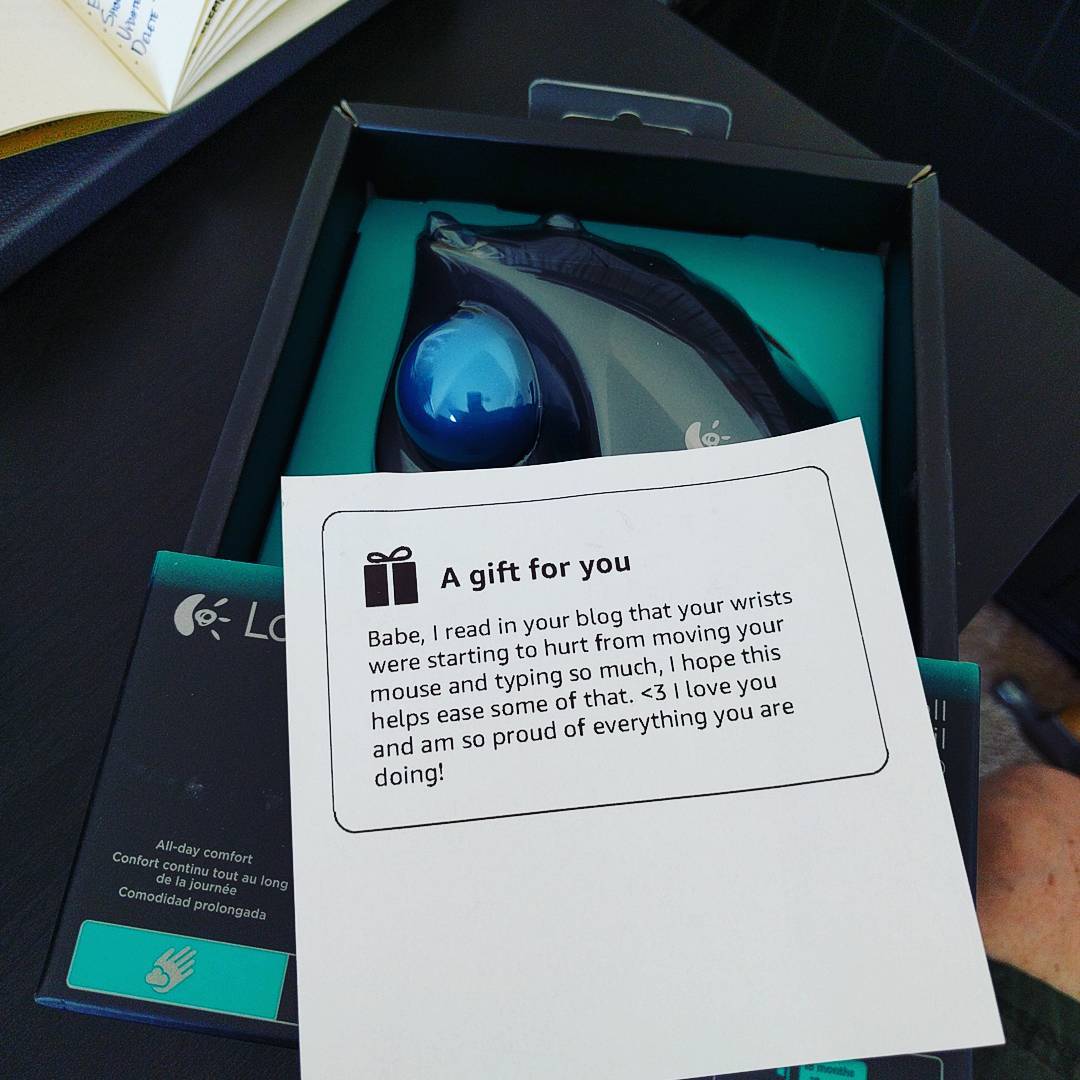 DELETE
A gift for you
Babe, I read in your blog that your wrists
were starting to hurt from moving your
mouse and typing so much, I hope this
helps ease some of that. <3 I love you
and am so proud of everything you are
doing!
All-day comfort
Confort continu tout au long
de la journée
Comodidad prolongada
months